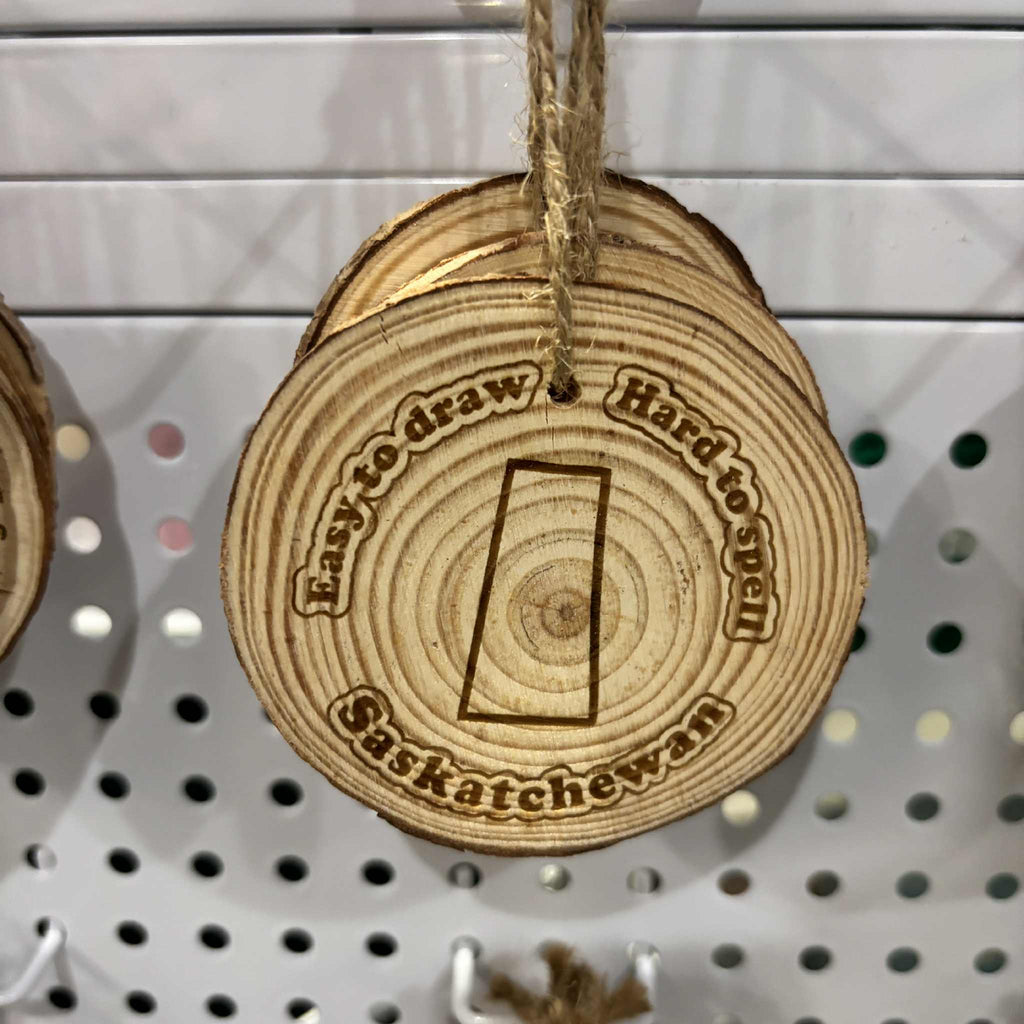 Easy to draw
Hard to spell
Saskatchewan